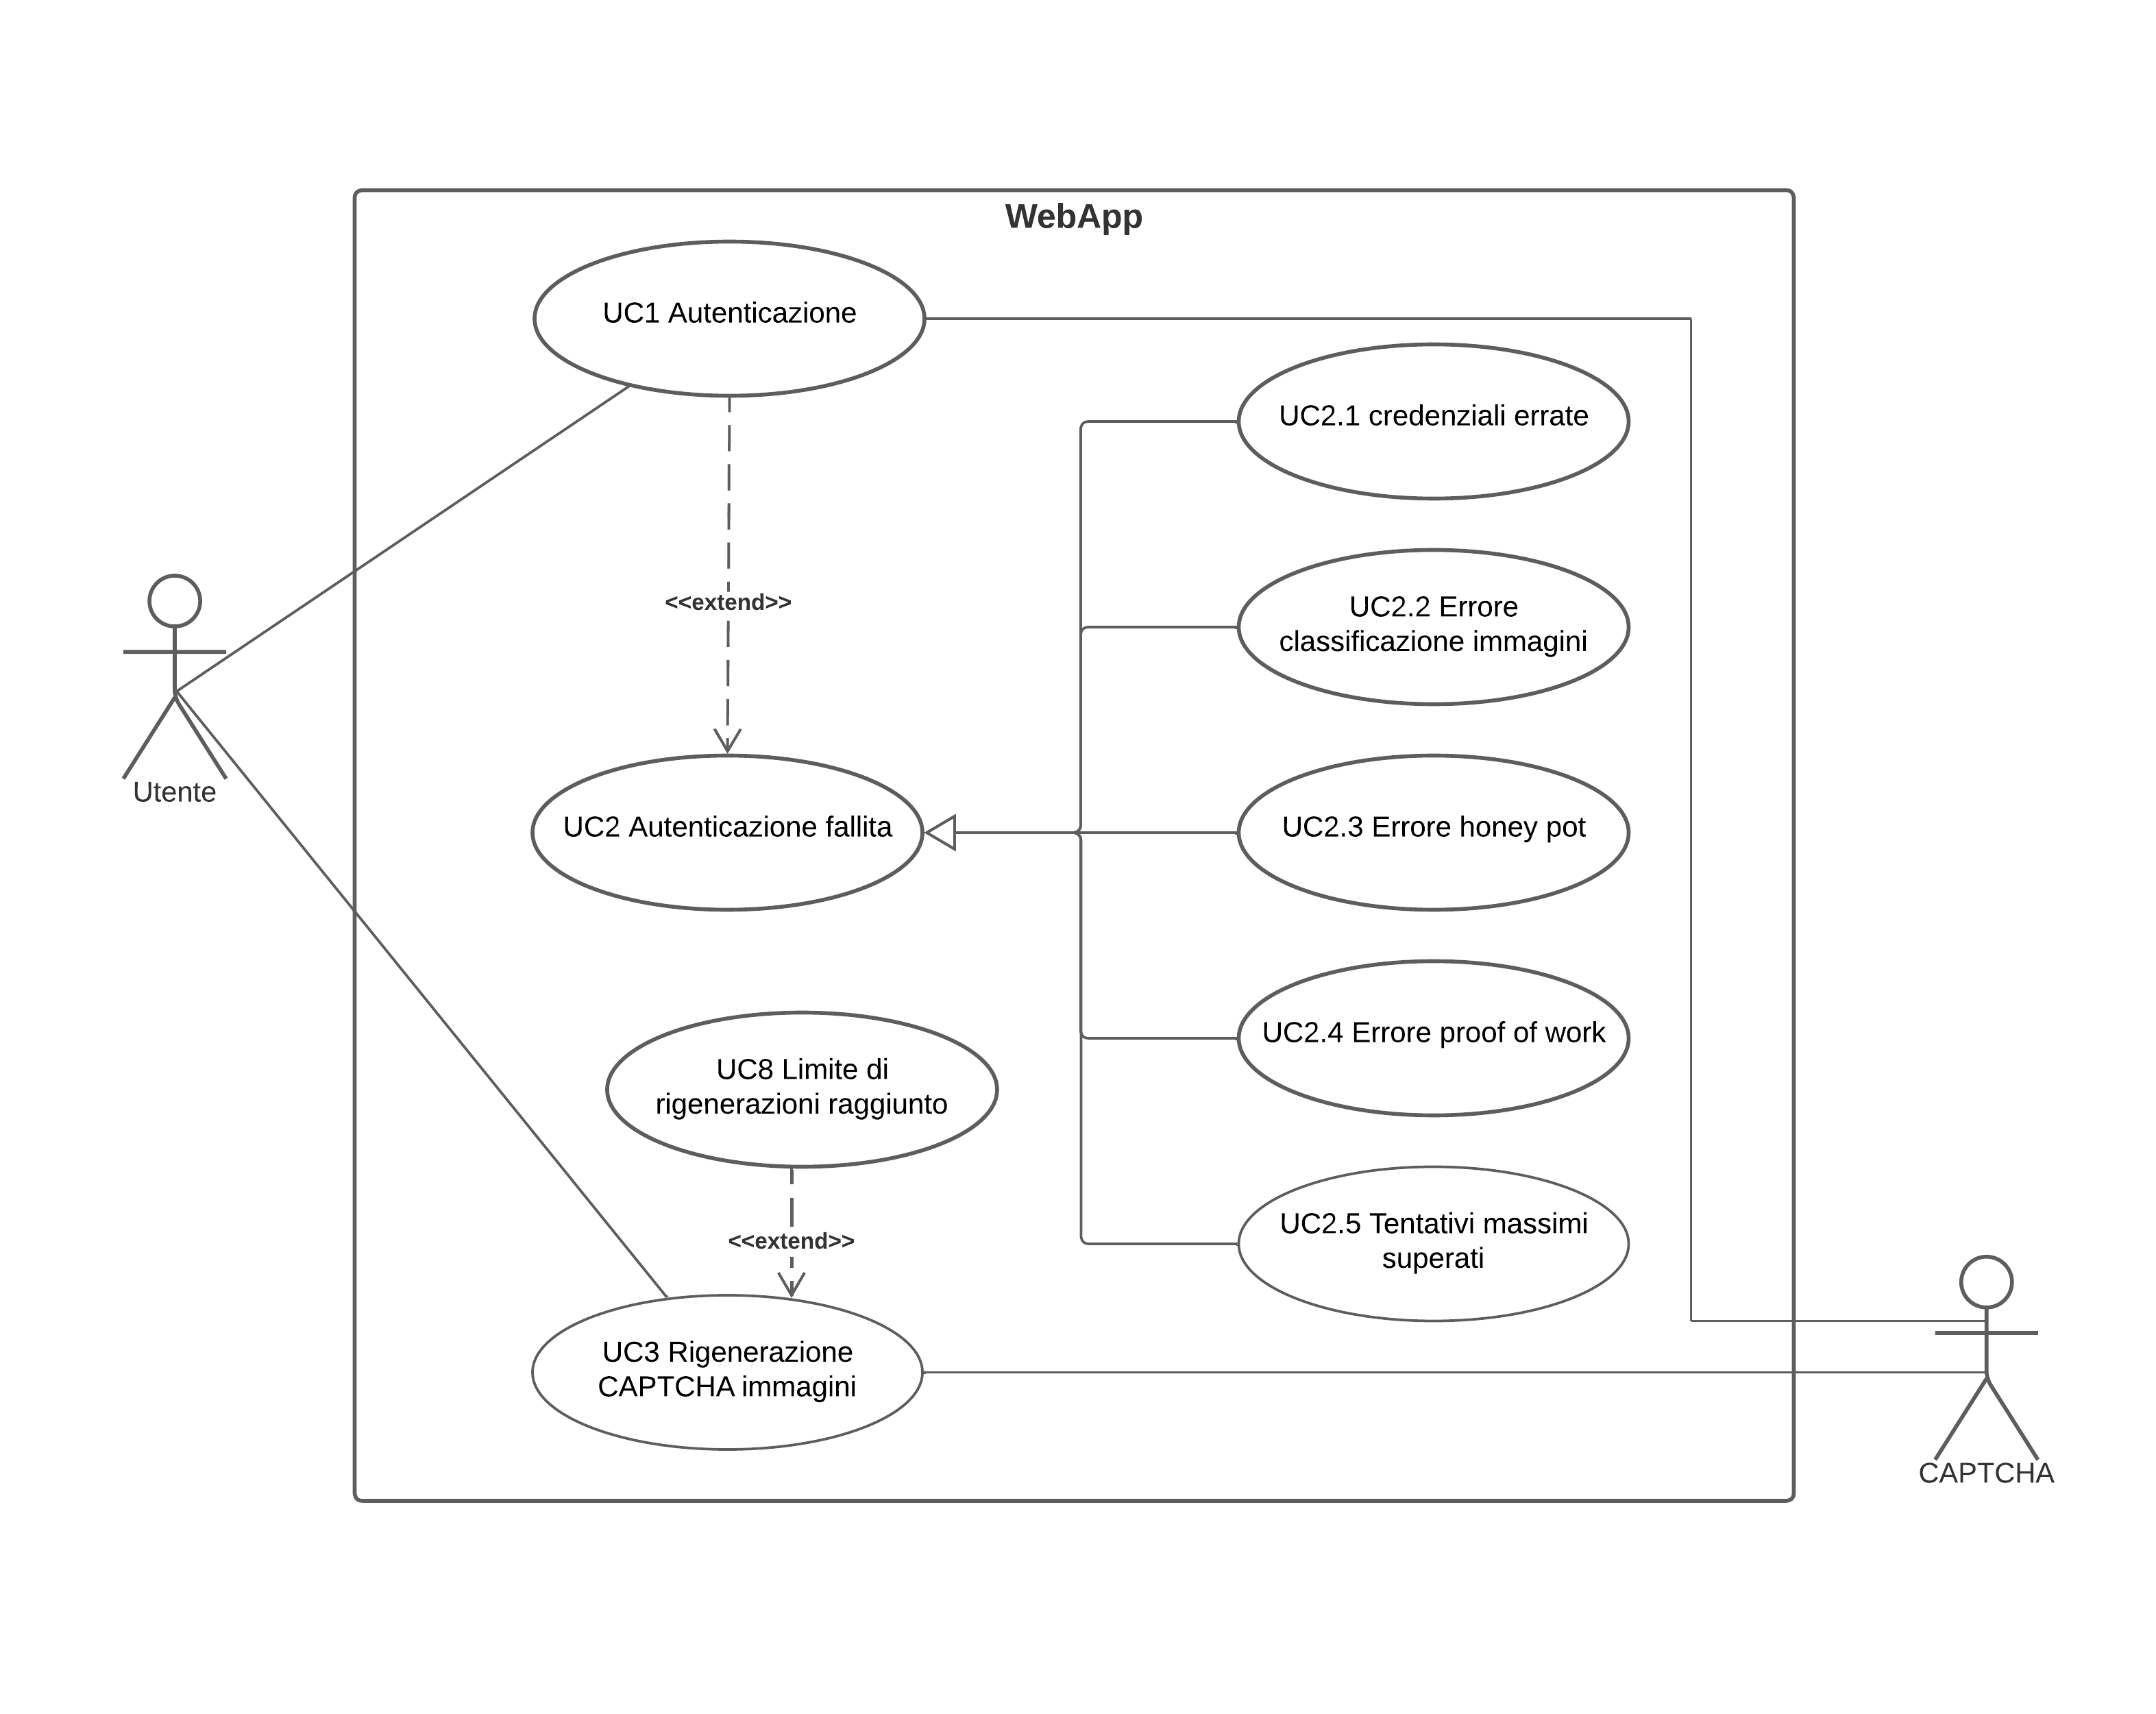 WebApp
UC1 Autenticazione
UC2.1 credenziali errate
<<extend>>
UC2.2 Errore
classificazione immagini
Utente
UC2 Autenticazione fallita
UC2.3 Errore honey pot
UC2.4 Errore proof of work
UC8 Limite di
rigenerazioni raggiunto
<<extend>>
UC2.5 Tentativi massimi
superati
UC3 Rigenerazione
CAPTCHA immagini
CAPTCHA